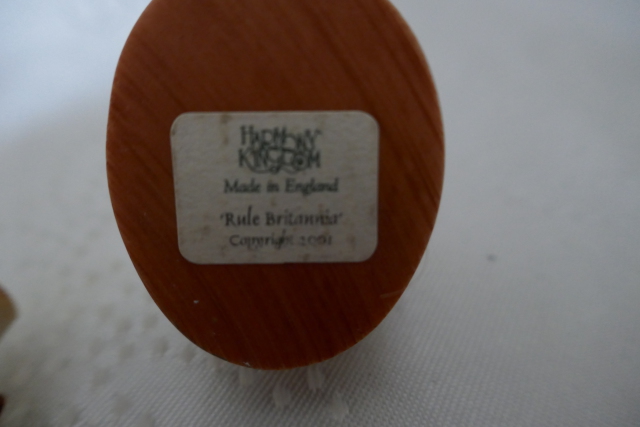 HARMONY
KINGDOM
Made in England
'Rule Britannia'
Copyright 2001